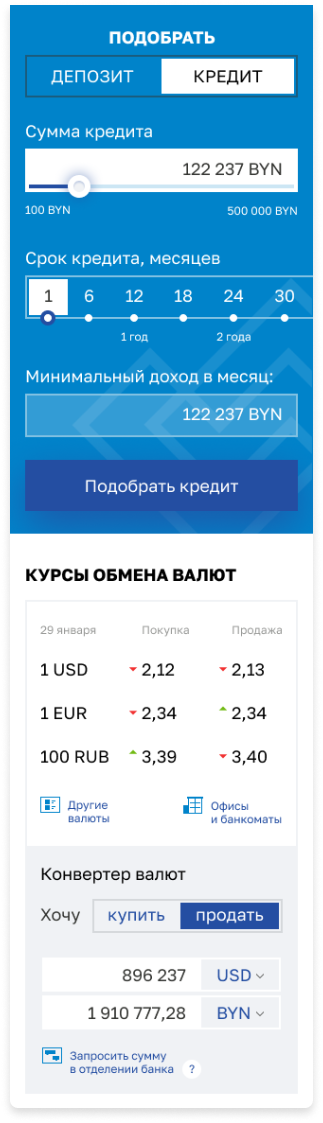 ПОДОБРАТЬ
ДЕПОЗИТ КРЕДИТ
Сумма кредита
122 237 BYN
100 BYN 500 000 BYN
Срок кредита, месяцев
1 6 12 18 24 30
1 год 2 года
Минимальный доход в месяц:
122 237 BYN
Подобрать кредит
КУРСЫ ОБМЕНА ВАЛЮТ
29 января Покупка Продажа
1 USD 2,12 2,13
1 EUR 2,34 2,34
100 RUB 3,39 3,40
Другие
валюты
Офисы
и банкоматы
Конвертер валют
Хочу купить продать
896 237 USD
1 910 777,28 BYN
Запросить сумму
в отделении банка ?